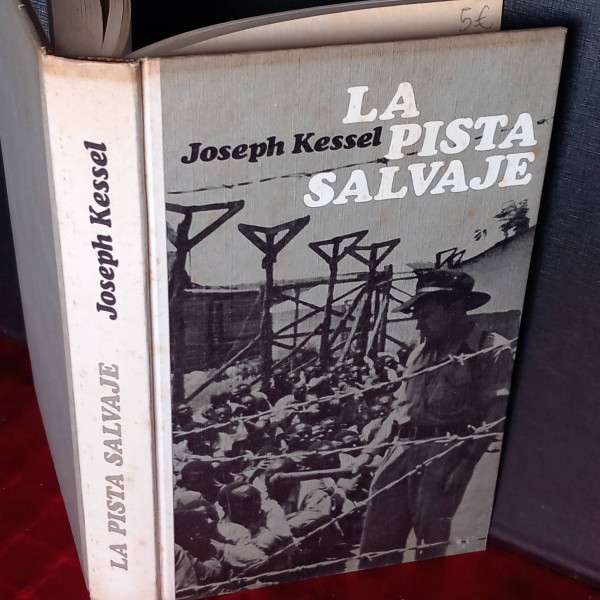 5€
LA
PISTA
SALVAJE
Joseph Kessel
Joseph Kessel
LA PISTA SALVAJE